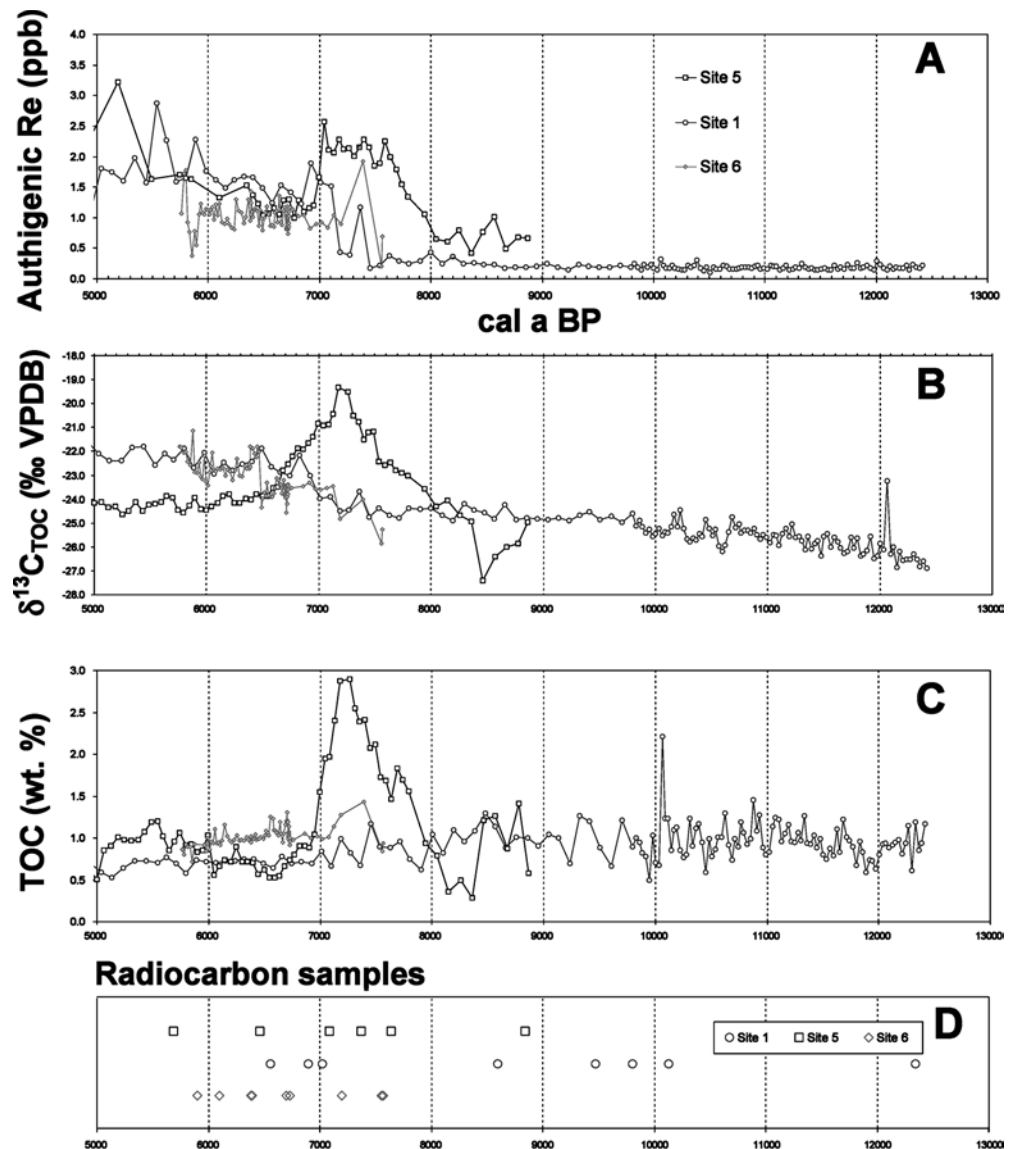 A
Authigenic Re (ppb)
4.0
3.5
3.0
2.5
2.0
1.5
1.0
0.5
0.0
Site 5
Site 1
Site 6
5000 6000 7000 8000 9000 10000 11000 12000 13000
cal a BP
B
δ¹³C_TOC (‰ VPDB)
-18.0
-19.0
-20.0
-21.0
-22.0
-23.0
-24.0
-25.0
-26.0
-27.0
-28.0
5000 6000 7000 8000 9000 10000 11000 12000 13000
C
TOC (wt. %)
3.0
2.5
2.0
1.5
1.0
0.5
0.0
5000 6000 7000 8000 9000 10000 11000 12000 13000
Radiocarbon samples
D
Site 1 Site 5 Site 6
5000 6000 7000 8000 9000 10000 11000 12000 13000